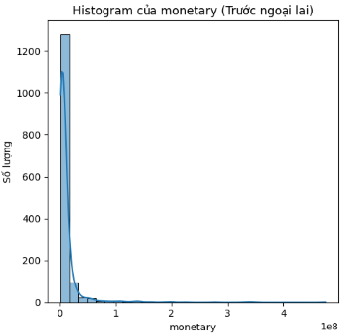 Histogram của monetary (Trước ngoại lai)
1200
1000
800
600
400
200
0
Số lượng
0 1 2 3 4
1e8
monetary